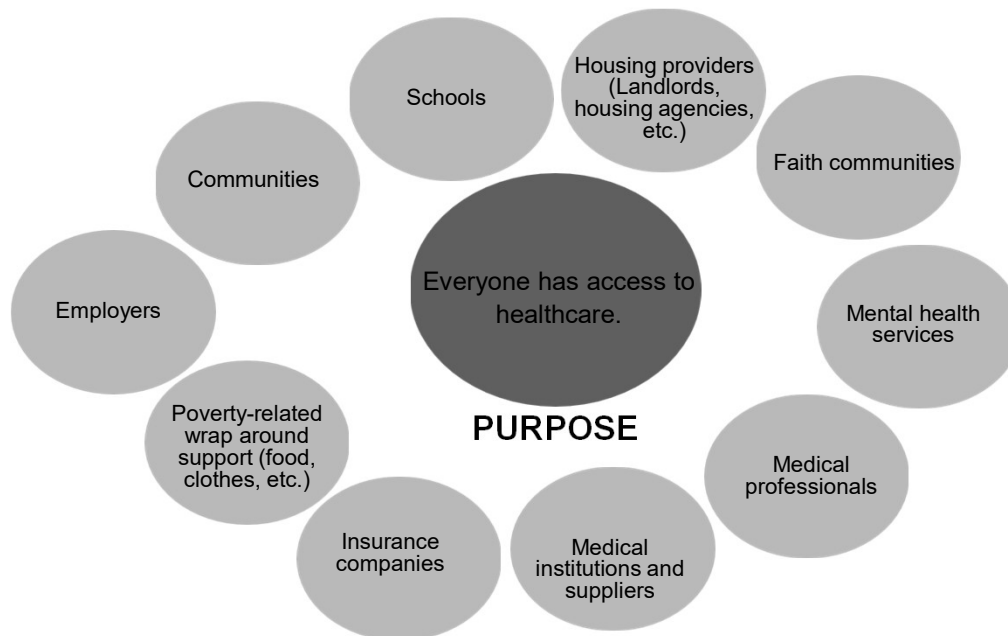 Schools
Housing providers
(Landlords,
housing agencies,
etc.)
Faith communities
Communities
Employers
Everyone has access to
healthcare.
Mental health
services
PURPOSE
Poverty-related
wrap around
support (food,
clothes, etc.)
Medical
professionals
Insurance
companies
Medical
institutions and
suppliers